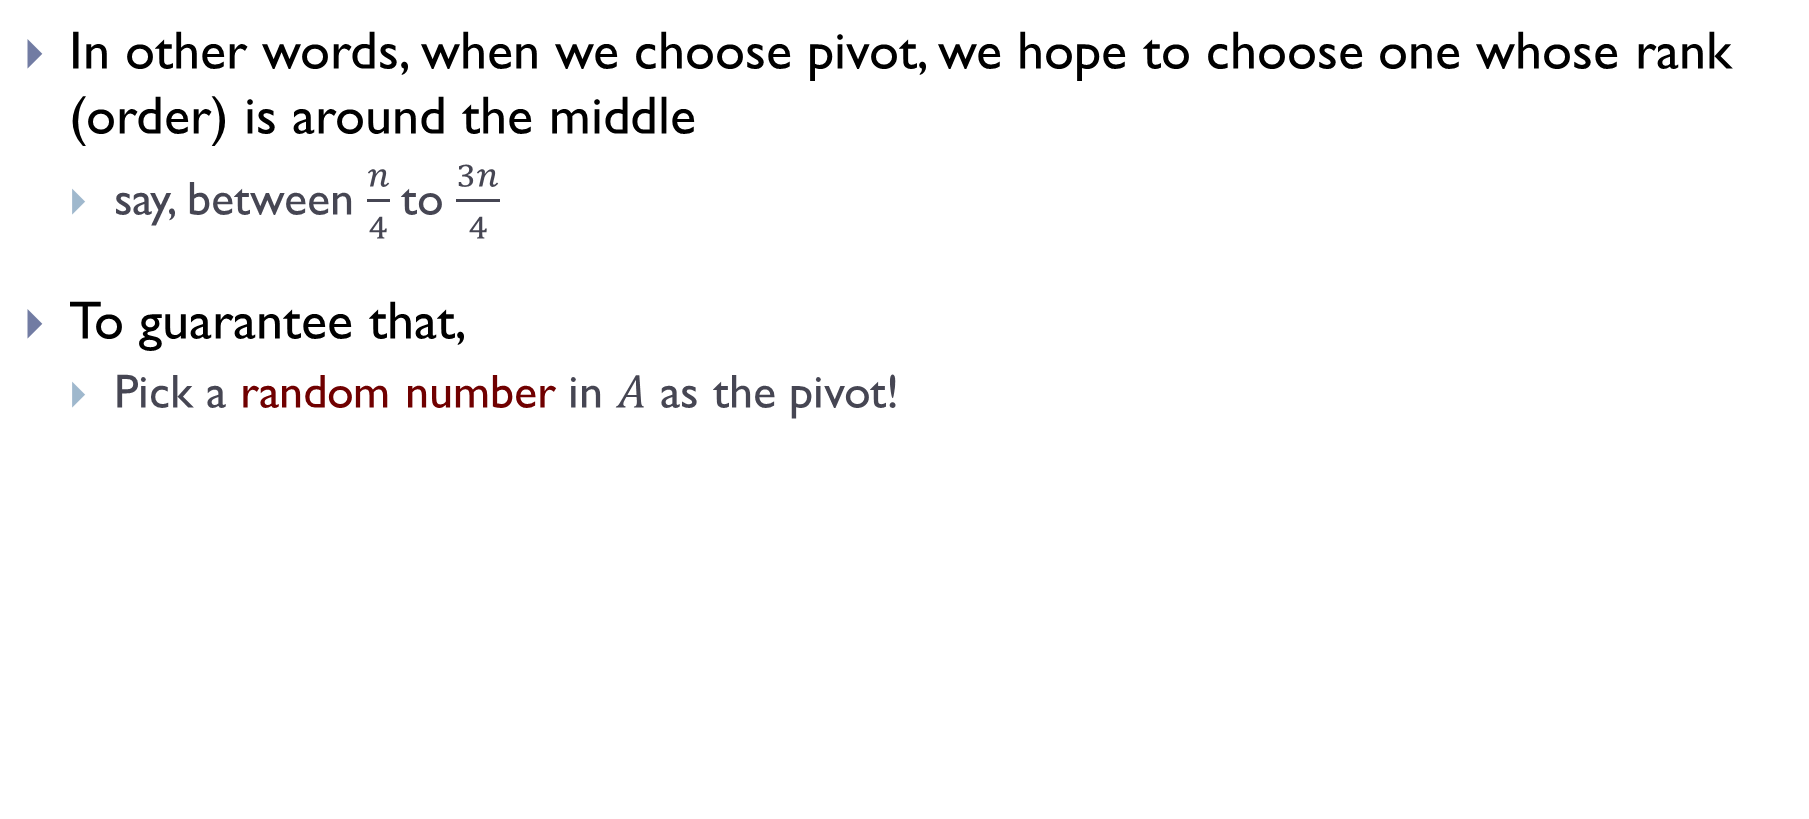 In other words, when we choose pivot, we hope to choose one whose rank
(order) is around the middle
say, between n/4 to 3n/4
To guarantee that,
Pick a random number in A as the pivot!